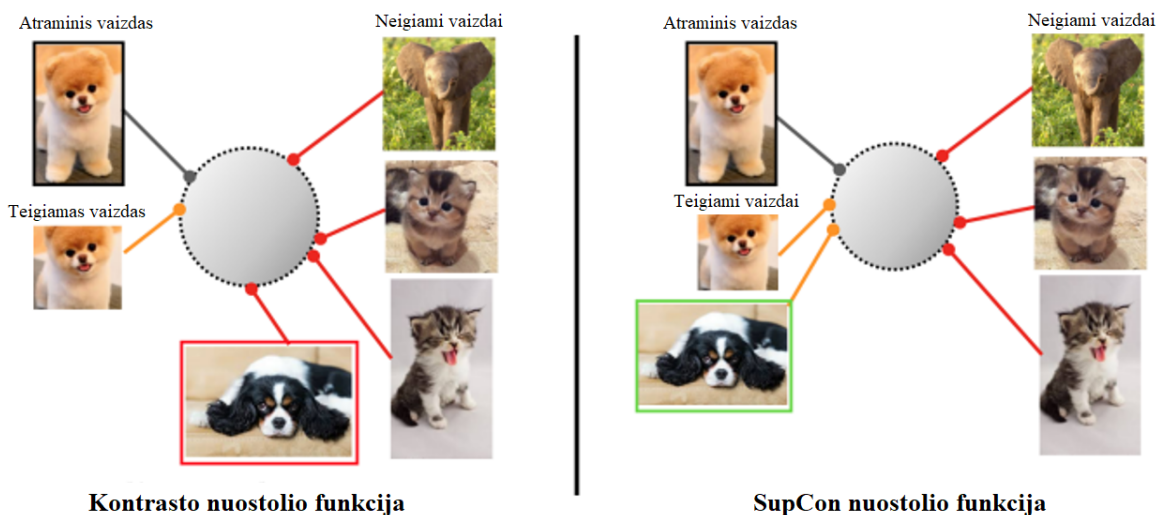 Atraminis vaizdas
Neigiami vaizdai
Teigiamas vaizdas
Kontrasto nuostolio funkcija
Atraminis vaizdas
Neigiami vaizdai
Teigiami vaizdai
SupCon nuostolio funkcija